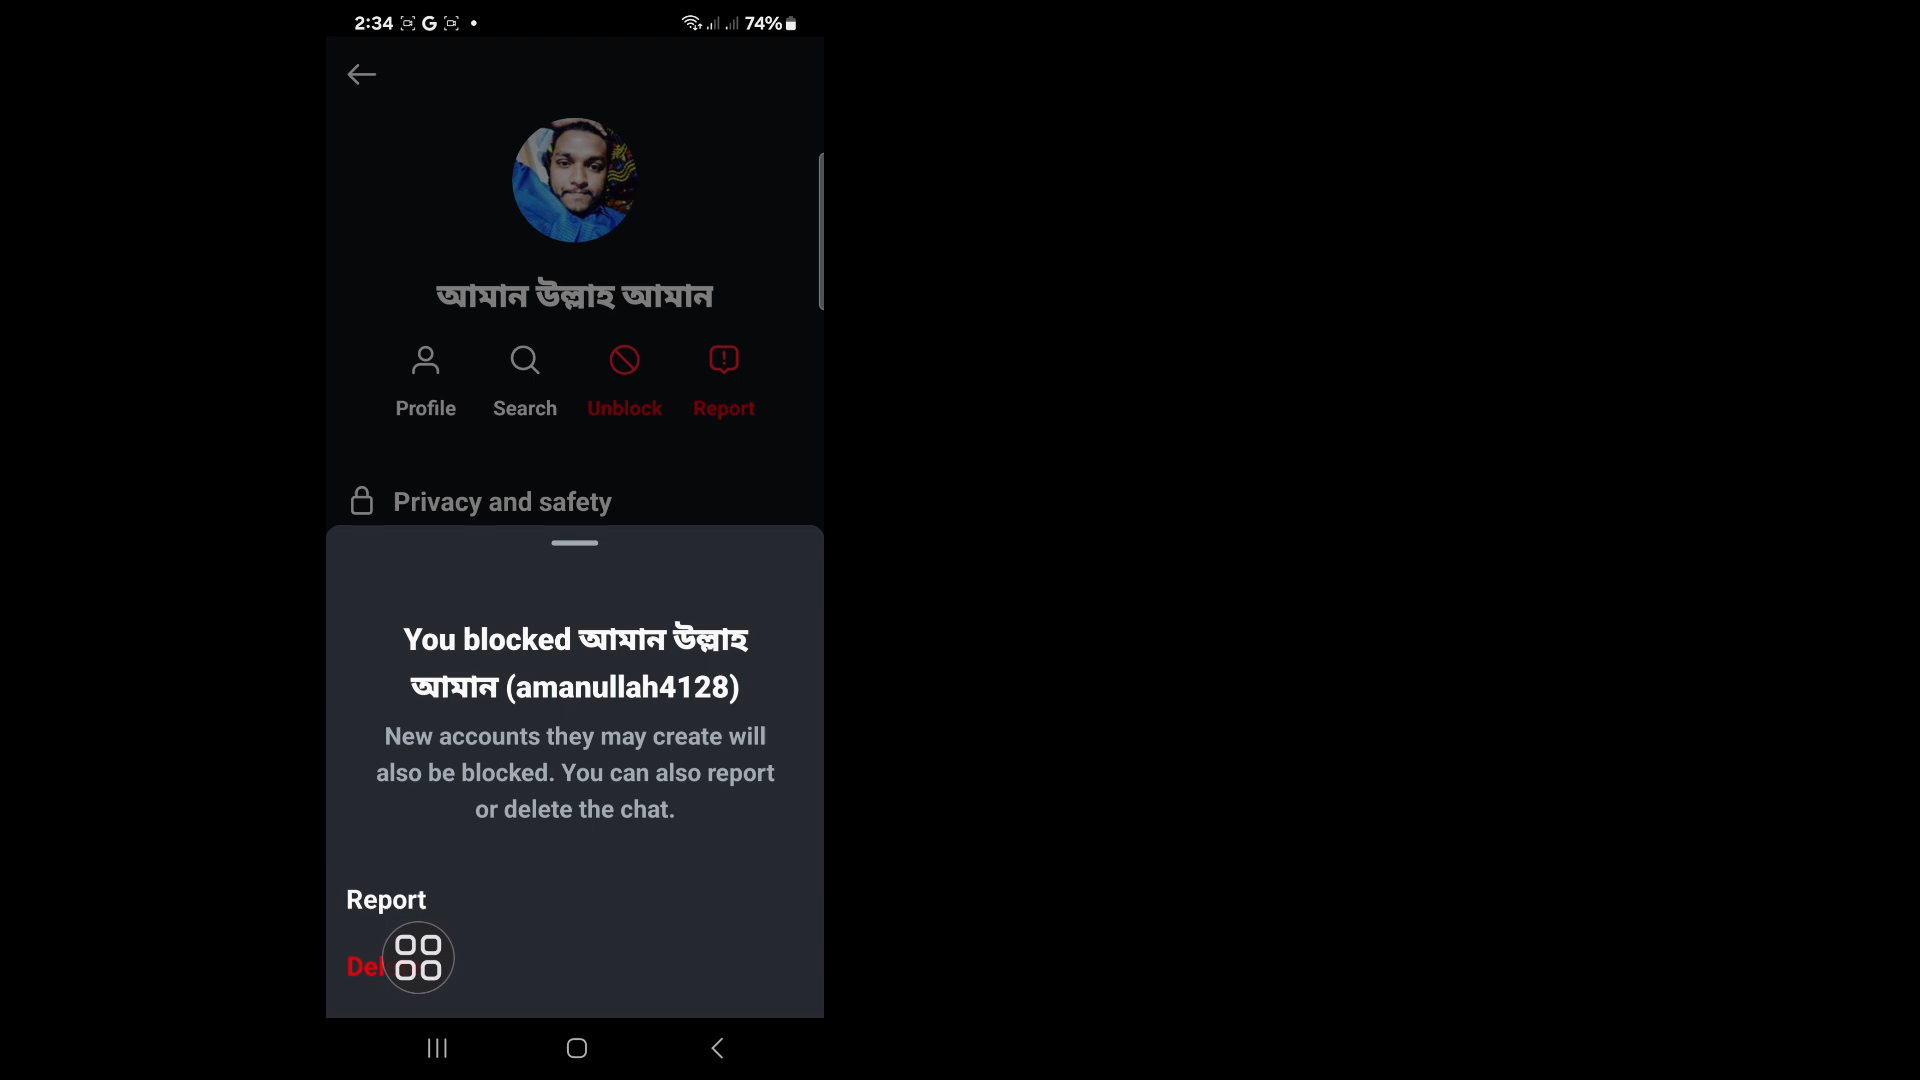 2:34 G 74%
আমান উল্লাহ আমান
Profile Search Unblock Report
Privacy and safety
You blocked আমান উল্লাহ
আমান (amanullah4128)
New accounts they may create will
also be blocked. You can also report
or delete the chat.
Report